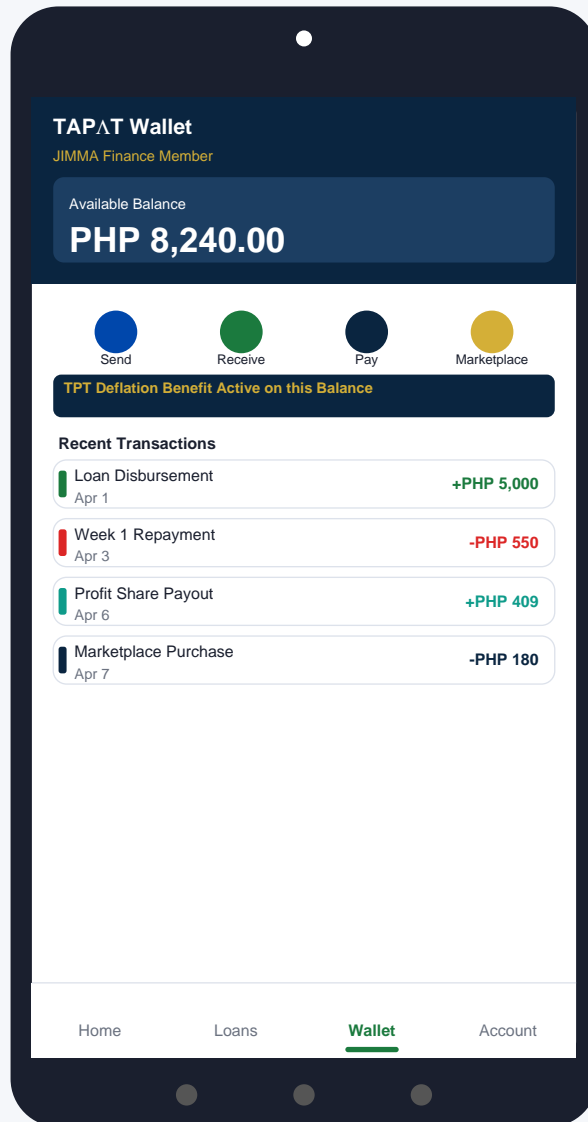 TAPΛT Wallet
JIMMA Finance Member
Available Balance
PHP 8,240.00
Send Receive Pay Marketplace
TPT Deflation Benefit Active on this Balance
Recent Transactions
Loan Disbursement
+PHP 5,000
Apr 1
Week 1 Repayment
-PHP 550
Apr 3
Profit Share Payout
+PHP 409
Apr 6
Marketplace Purchase
-PHP 180
Apr 7
Home Loans Wallet Account